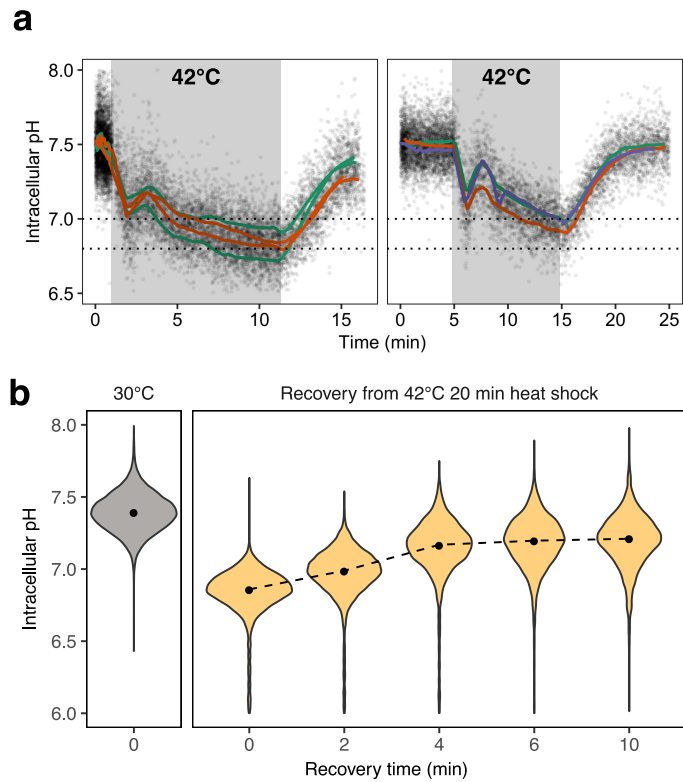 a
42°C
42°C
8.0
7.5
7.0
6.5
Intracellular pH
0 5 10 15
0 5 10 15 20 25
Time (min)
b
30°C
Recovery from 42°C 20 min heat shock
8.0
7.5
7.0
6.5
6.0
Intracellular pH
0
0 2 4 6 10
Recovery time (min)